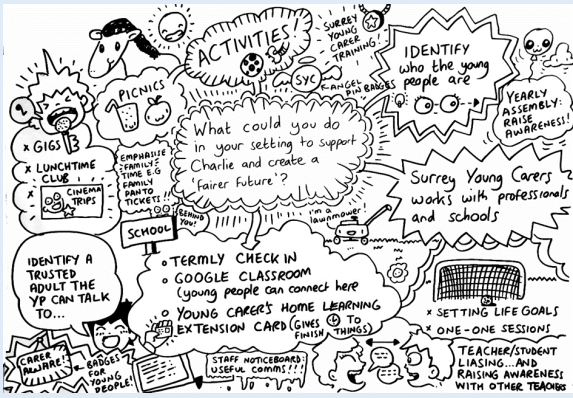 ACTIVITIES
SURREY
YOUNG
CARER
TRAINING!
SYC
ANGEL
PIN BADGES
IDENTIFY
who the young
people are
YEARLY
ASSEMBLY:
RAISE
AWARENESS!
PICNICS
x GIGS
x LUNCHTIME
CLUB
x CINEMA
TRIPS
EMPHASISE
'FAMILY'
TIME E.G
FAMILY
PANTO
TICKETS!!
BEHIND
YOU!
What could you do
in your setting to support
Charlie and create a
'fairer future'?
i'm a
lawnmower!
Surrey Young Carers
works with professionals
and schools
SCHOOL
IDENTIFY A
TRUSTED
ADULT THE
YP CAN TALK
TO...
TERMLY CHECK IN
GOOGLE CLASSROOM
(young people can connect here
YOUNG CARERS HOME LEARNING
EXTENSION CARD (GIVES TO
FINISH THINGS)
x SETTING LIFE GOALS
x ONE-ONE SESSIONS
CARER
AWARE!
BADGES
FOR
YOUNG
PEOPLE!
STAFF NOTICEBOARD:
USEFUL COMMS!!!
TEACHER/STUDENT
LIASING...AND
RAISING AWARENESS
WITH OTHER TEACHERS